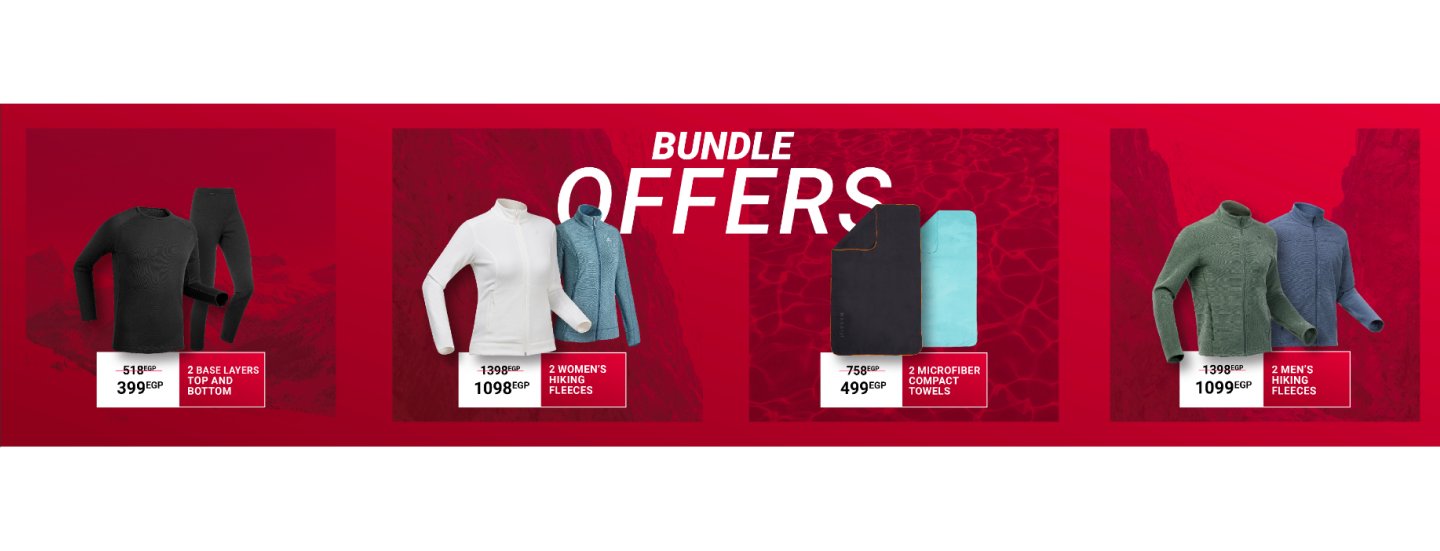 BUNDLE
OFFERS
518EGP
399EGP
2 BASE LAYERS
TOP AND
BOTTOM
1398EGP
1098EGP
2 WOMEN'S
HIKING
FLEECES
758EGP
499EGP
2 MICROFIBER
COMPACT
TOWELS
1398EGP
1099EGP
2 MEN'S
HIKING
FLEECES